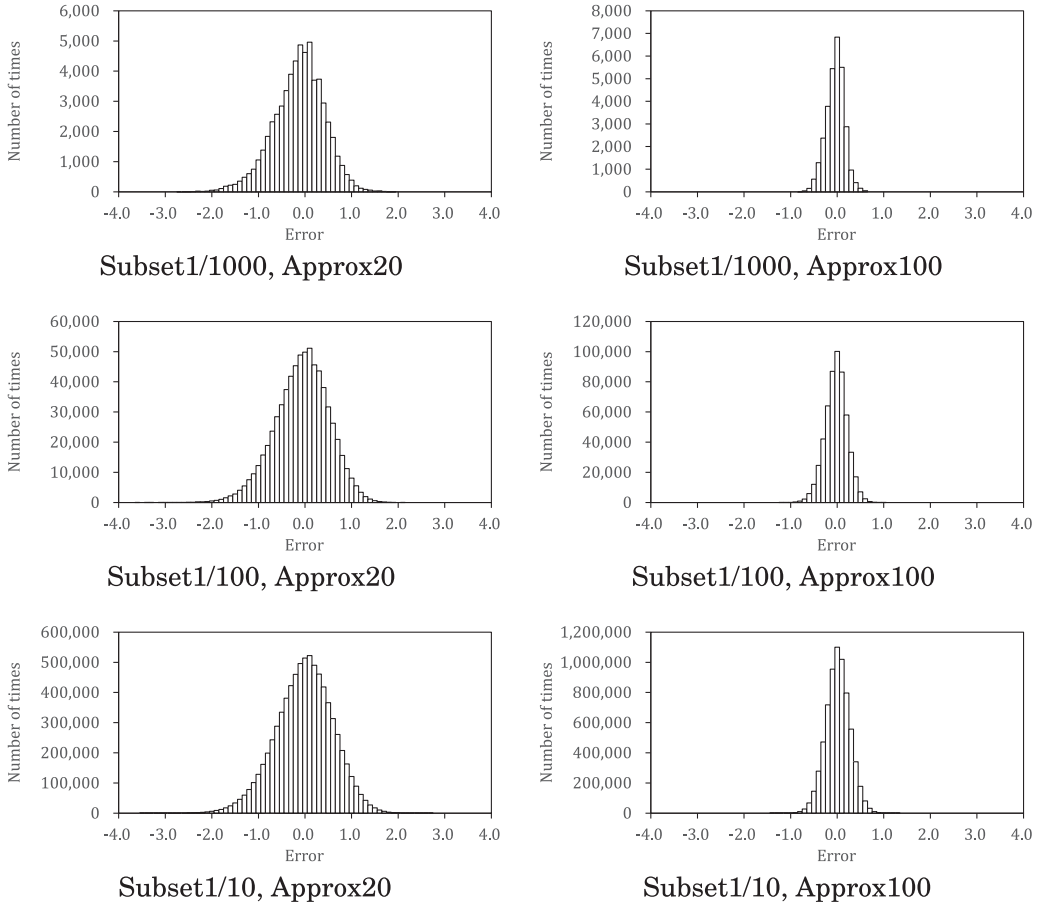 6,000
5,000
4,000
3,000
2,000
1,000
0
Number of times
-4.0 -3.0 -2.0 -1.0 0.0 1.0 2.0 3.0 4.0
Error
Subset1/1000, Approx20
8,000
7,000
6,000
5,000
4,000
3,000
2,000
1,000
0
Number of times
-4.0 -3.0 -2.0 -1.0 0.0 1.0 2.0 3.0 4.0
Error
Subset1/1000, Approx100
60,000
50,000
40,000
30,000
20,000
10,000
0
Number of times
-4.0 -3.0 -2.0 -1.0 0.0 1.0 2.0 3.0 4.0
Error
Subset1/100, Approx20
120,000
100,000
80,000
60,000
40,000
20,000
0
Number of times
-4.0 -3.0 -2.0 -1.0 0.0 1.0 2.0 3.0 4.0
Error
Subset1/100, Approx100
600,000
500,000
400,000
300,000
200,000
100,000
0
Number of times
-4.0 -3.0 -2.0 -1.0 0.0 1.0 2.0 3.0 4.0
Error
Subset1/10, Approx20
1,200,000
1,000,000
800,000
600,000
400,000
200,000
0
Number of times
-4.0 -3.0 -2.0 -1.0 0.0 1.0 2.0 3.0 4.0
Error
Subset1/10, Approx100